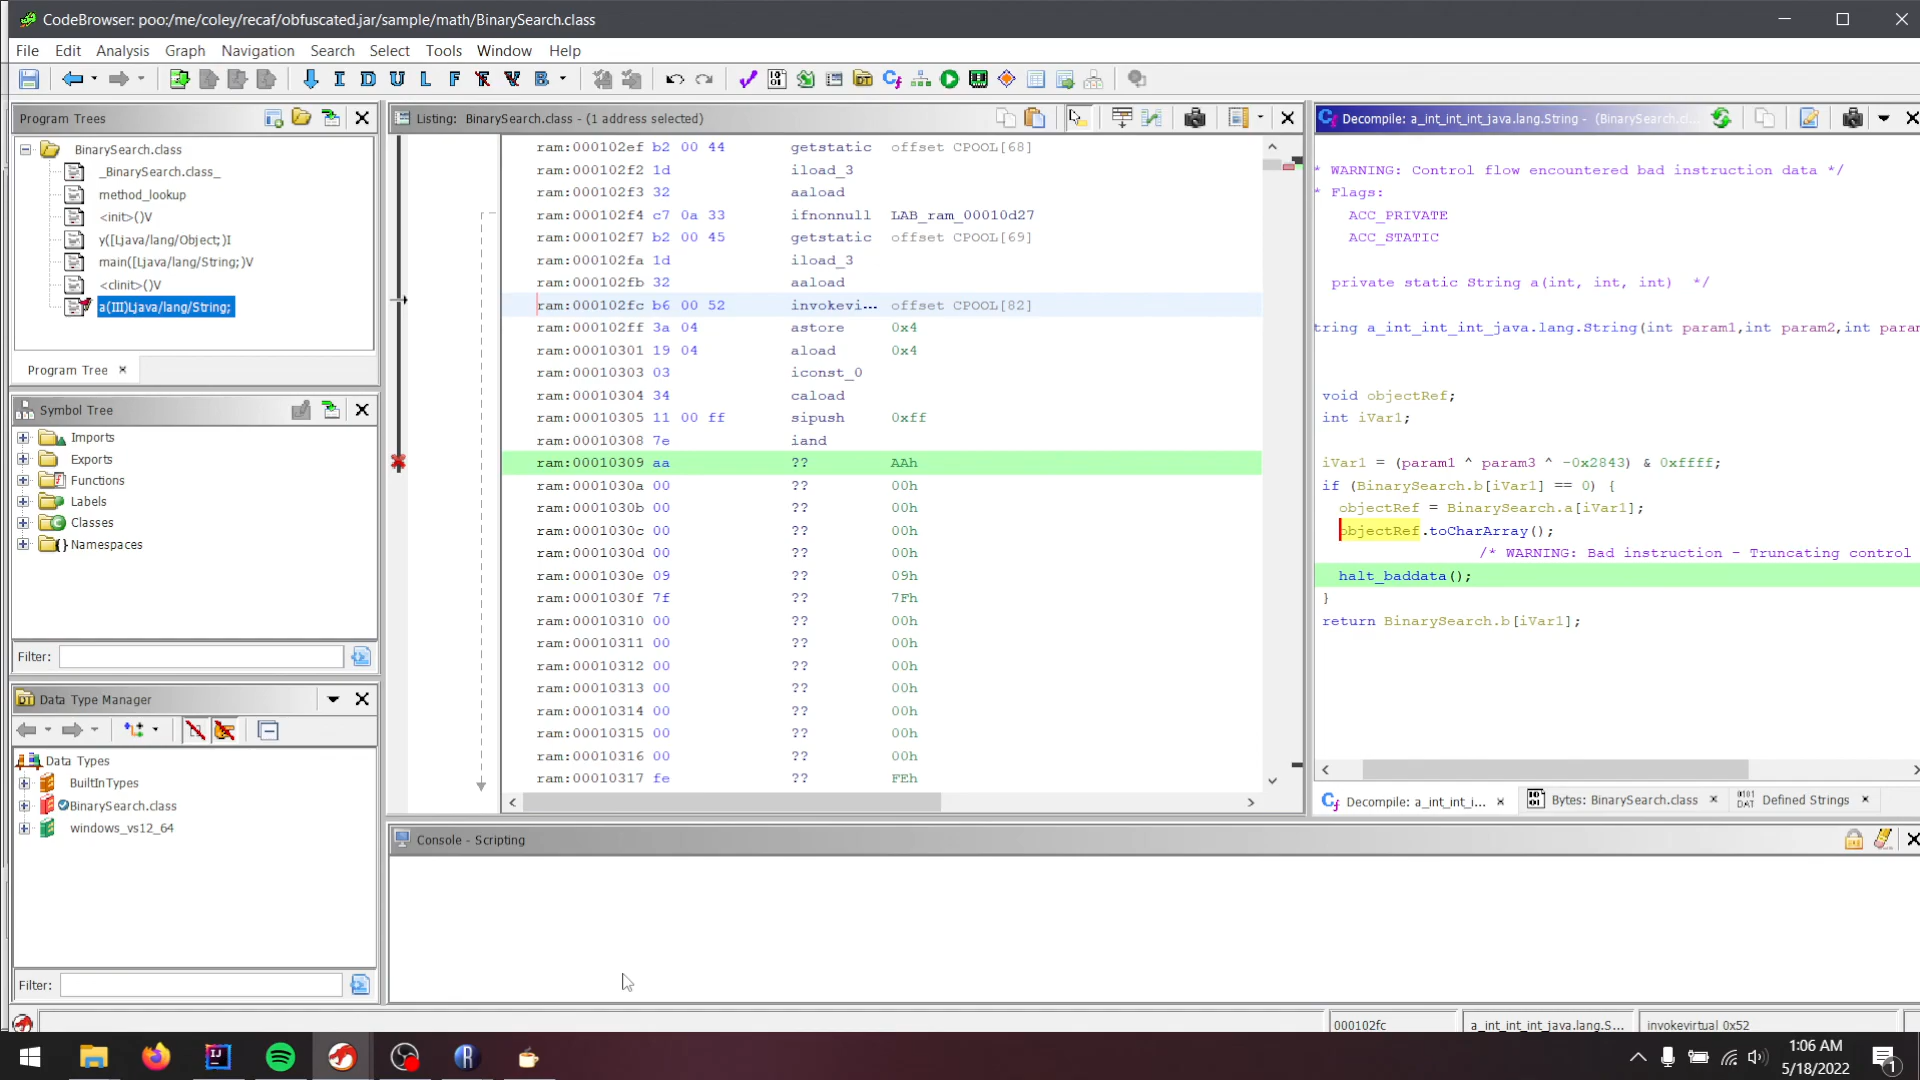 CodeBrowser: poo:/me/coley/recaf/obfuscated.jar/sample/math/BinarySearch.class
File Edit Analysis Graph Navigation Search Select Tools Window Help
Program Trees
BinarySearch.class
_BinarySearch.class_
method_lookup
<init>()V
y([Ljava/lang/Object;)I
main([Ljava/lang/String;)V
<clinit>()V
a(III)Ljava/lang/String;
Program Tree
Symbol Tree
Imports
Exports
Functions
Labels
Classes
Namespaces
Filter:
Data Type Manager
Data Types
BuiltInTypes
BinarySearch.class
windows_vs12_64
Filter:
Listing: BinarySearch.class - (1 address selected)
ram:000102ef b2 00 44 getstatic offset CPOOL[68]
ram:000102f2 1d iload_3
ram:000102f3 32 aaload
ram:000102f4 c7 0a 33 ifnonnull LAB_ram_00010d27
ram:000102f7 b2 00 45 getstatic offset CPOOL[69]
ram:000102fa 1d iload_3
ram:000102fb 32 aaload
ram:000102fc b6 00 52 invokevi... offset CPOOL[82]
ram:000102ff 3a 04 astore 0x4
ram:00010301 19 04 aload 0x4
ram:00010303 03 iconst_0
ram:00010304 34 caload
ram:00010305 11 00 ff sipush 0xff
ram:00010308 7e iand
ram:00010309 aa ?? AAh
ram:0001030a 00 ?? 00h
ram:0001030b 00 ?? 00h
ram:0001030c 00 ?? 00h
ram:0001030d 00 ?? 00h
ram:0001030e 09 ?? 09h
ram:0001030f 7f ?? 7Fh
ram:00010310 00 ?? 00h
ram:00010311 00 ?? 00h
ram:00010312 00 ?? 00h
ram:00010313 00 ?? 00h
ram:00010314 00 ?? 00h
ram:00010315 00 ?? 00h
ram:00010316 00 ?? 00h
ram:00010317 fe ?? FEh
Decompile: a_int_int_int_java.lang.String - (BinarySearch.cl...
* WARNING: Control flow encountered bad instruction data */
* Flags:
ACC_PRIVATE
ACC_STATIC
private static String a(int, int, int) */
tring a_int_int_int_java.lang.String(int param1,int param2,int param
void objectRef;
int iVar1;
iVar1 = (param1 ^ param3 ^ -0x2843) & 0xffff;
if (BinarySearch.b[iVar1] == 0) {
objectRef = BinarySearch.a[iVar1];
objectRef.toCharArray();
/* WARNING: Bad instruction - Truncating control
halt_baddata();
}
return BinarySearch.b[iVar1];
Decompile: a_int_int_i... Bytes: BinarySearch.class Defined Strings
Console - Scripting
000102fc a_int_int_int_java.lang.S... invokevirtual 0x52
1:06 AM
5/18/2022
1